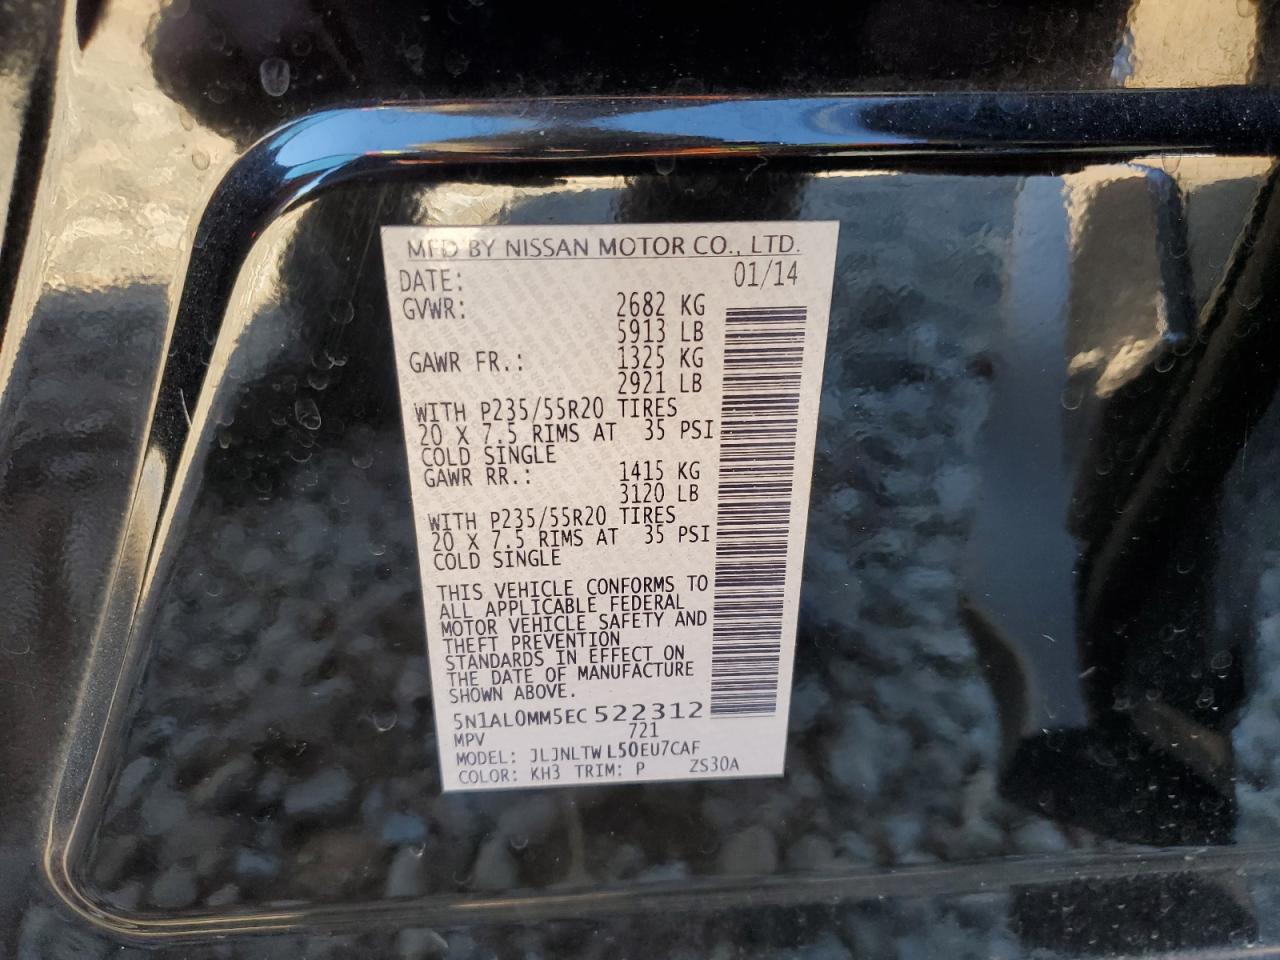 MFD BY NISSAN MOTOR CO., LTD.
DATE: 01/14
GVWR: 2682 KG
5913 LB
GAWR FR.: 1325 KG
2921 LB
WITH P235/55R20 TIRES
20 X 7.5 RIMS AT 35 PSI
COLD SINGLE
GAWR RR.: 1415 KG
3120 LB
WITH P235/55R20 TIRES
20 X 7.5 RIMS AT 35 PSI
COLD SINGLE
THIS VEHICLE CONFORMS TO
ALL APPLICABLE FEDERAL
MOTOR VEHICLE SAFETY AND
THEFT PREVENTION
STANDARDS IN EFFECT ON
THE DATE OF MANUFACTURE
SHOWN ABOVE.
5N1AL0MM5EC522312
MPV 721
MODEL: JLJNLTWL50EU7CAF
COLOR: KH3 TRIM: P ZS30A